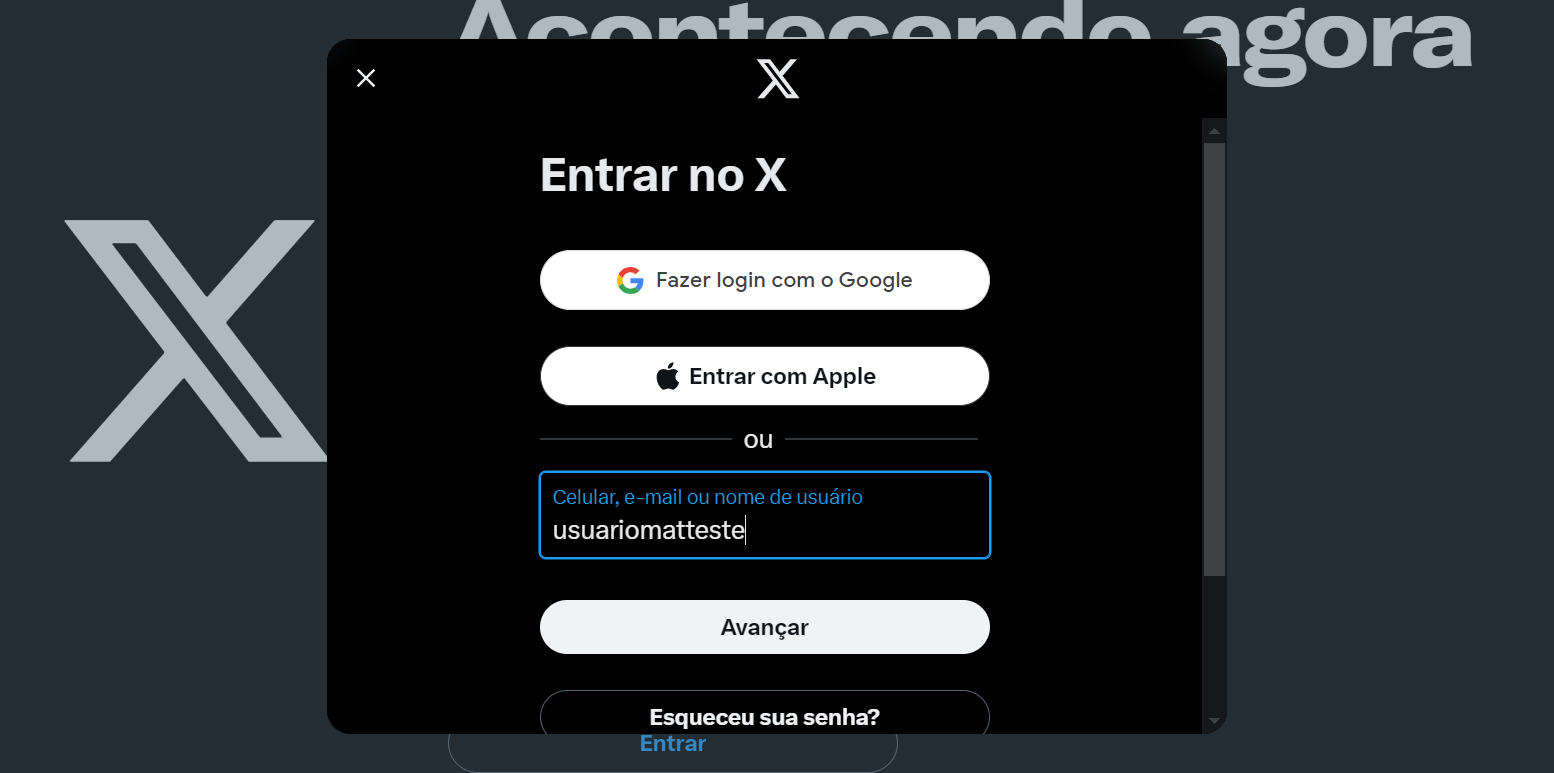 Acontecendo agora
Entrar no X
Fazer login com o Google
Entrar com Apple
ou
Celular, e-mail ou nome de usuário
usuariomatteste
Avançar
Esqueceu sua senha?
Entrar